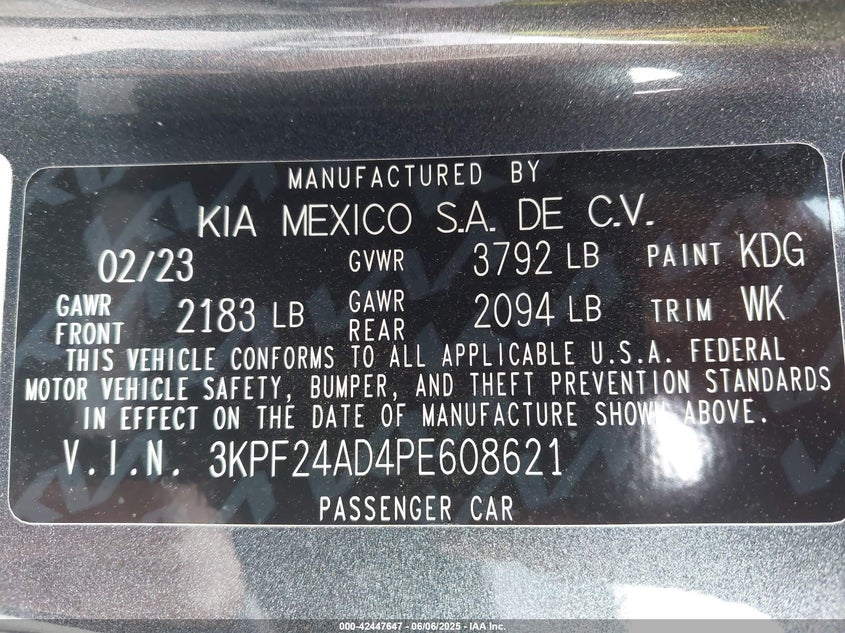 MANUFACTURED BY
KIA MEXICO S.A. DE C.V.
02/23 GVWR 3792 LB PAINT KDG
GAWR FRONT 2183 LB GAWR REAR 2094 LB TRIM WK
THIS VEHICLE CONFORMS TO ALL APPLICABLE U.S.A. FEDERAL
MOTOR VEHICLE SAFETY, BUMPER, AND THEFT PREVENTION STANDARDS
IN EFFECT ON THE DATE OF MANUFACTURE SHOWN ABOVE.
V.I.N. 3KPF24AD4PE608621
PASSENGER CAR
000-42447647 - 06/06/2025 - IAA Inc.